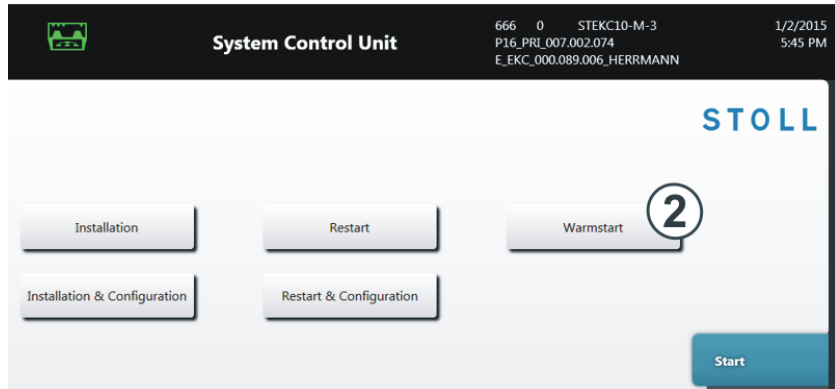 System Control Unit
666 0 STEKC10-M-3
P16_PRI_007.002.074
E_EKC_000.089.006_HERRMANN
1/2/2015
5:45 PM
STOLL
Installation
Restart
Warmstart
2
Installation & Configuration
Restart & Configuration
Start